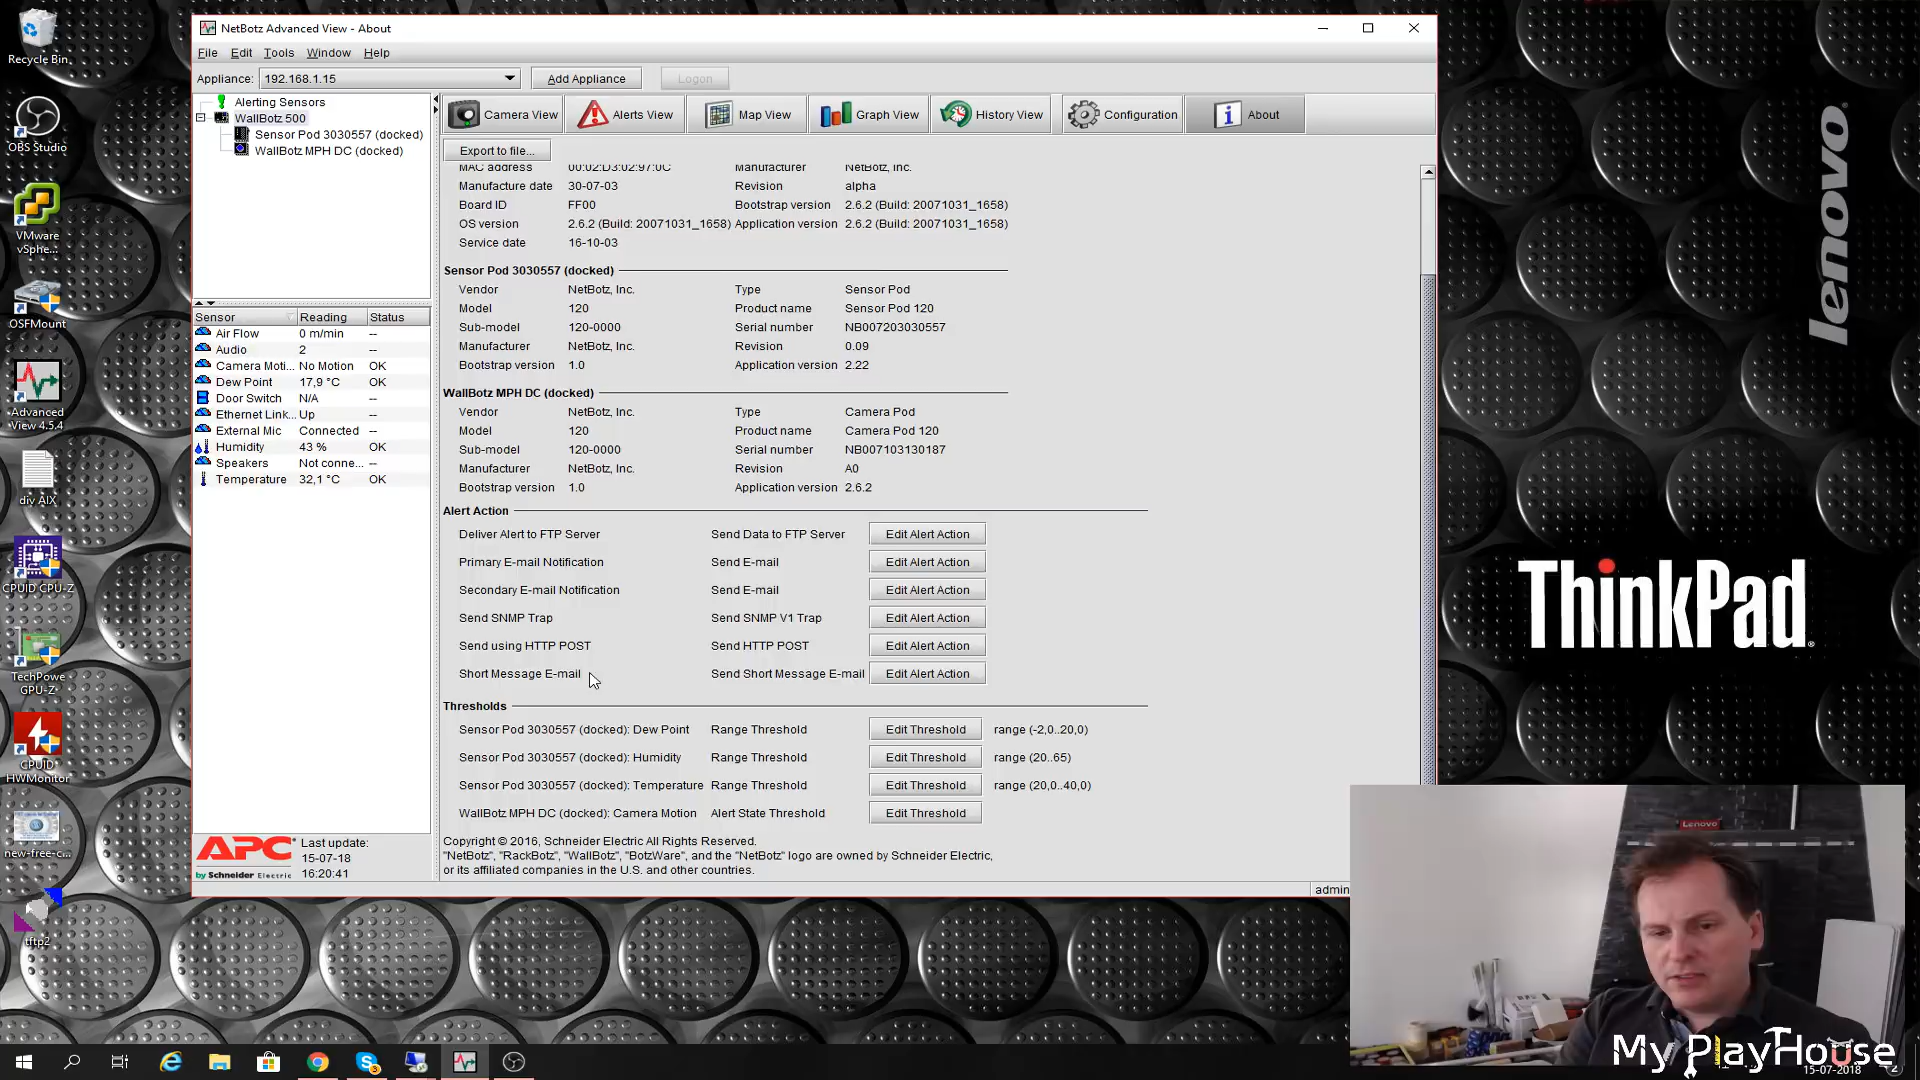 NetBotz Advanced View - About
File Edit Tools Window Help
Appliance: 192.168.1.15 Add Appliance Logon
Alerting Sensors
WallBotz 500
Sensor Pod 3030557 (docked)
WallBotz MPH DC (docked)
Camera View Alerts View Map View Graph View History View Configuration About
Export to file...
MAC address 00:02:D3:02:97:0C Manufacturer NetBotz, Inc.
Manufacture date 30-07-03 Revision alpha
Board ID FF00 Bootstrap version 2.6.2 (Build: 20071031_1658)
OS version 2.6.2 (Build: 20071031_1658) Application version 2.6.2 (Build: 20071031_1658)
Service date 16-10-03
Sensor Pod 3030557 (docked)
Vendor NetBotz, Inc. Type Sensor Pod
Model 120 Product name Sensor Pod 120
Sub-model 120-0000 Serial number NB007203030557
Manufacturer NetBotz, Inc. Revision 0.09
Bootstrap version 1.0 Application version 2.22
WallBotz MPH DC (docked)
Vendor NetBotz, Inc. Type Camera Pod
Model 120 Product name Camera Pod 120
Sub-model 120-0000 Serial number NB007103130187
Manufacturer NetBotz, Inc. Revision A0
Bootstrap version 1.0 Application version 2.6.2
Alert Action
Deliver Alert to FTP Server Send Data to FTP Server Edit Alert Action
Primary E-mail Notification Send E-mail Edit Alert Action
Secondary E-mail Notification Send E-mail Edit Alert Action
Send SNMP Trap Send SNMP V1 Trap Edit Alert Action
Send using HTTP POST Send HTTP POST Edit Alert Action
Short Message E-mail Send Short Message E-mail Edit Alert Action
Thresholds
Sensor Pod 3030557 (docked): Dew Point Range Threshold Edit Threshold range (-2,0..20,0)
Sensor Pod 3030557 (docked): Humidity Range Threshold Edit Threshold range (20..65)
Sensor Pod 3030557 (docked): Temperature Range Threshold Edit Threshold range (20,0..40,0)
WallBotz MPH DC (docked): Camera Motion Alert State Threshold Edit Threshold
Copyright © 2016, Schneider Electric All Rights Reserved.
"NetBotz", "RackBotz", "WallBotz", "BotzWare", and the "NetBotz" logo are owned by Schneider Electric,
or its affiliated companies in the U.S. and other countries.
Sensor Reading Status
Air Flow 0 m/min --
Audio 2 --
Camera Moti... No Motion OK
Dew Point 17,9 °C OK
Door Switch N/A --
Ethernet Link... Up --
External Mic Connected --
Humidity 43 % OK
Speakers Not conne... --
Temperature 32,1 °C OK
APC
by Schneider Electric
Last update:
15-07-18
16:20:41
admin
Recycle Bin
OBS Studio
VMware
vSphe...
OSFMount
Advanced
View 4.5.4
div AIX
CPUID CPU-Z
TechPowe
GPU-Z
CPUID
HWMonitor
new-free-c...
tftp2
lenovo
ThinkPad
Lenovo
My PlayHouse
15-07-2018